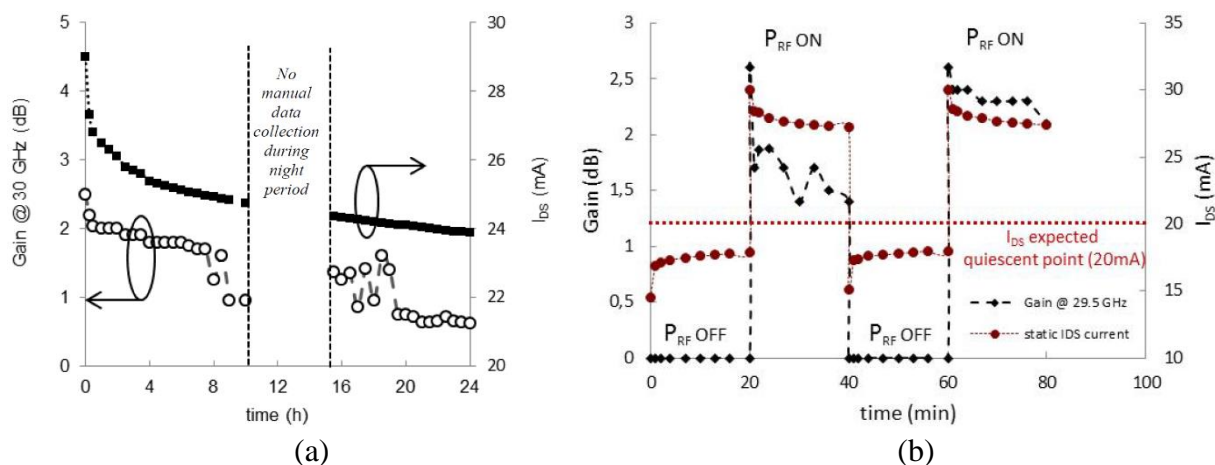 5
4
3
2
1
0
Gain @ 30 GHz (dB)
30
28
26
24
22
20
I_DS (mA)
No
manual
data
collection
during
night
period
0
4
8
12
16
20
24
time (h)
(a)
3
2,5
2
1,5
1
0,5
0
Gain (dB)
35
30
25
20
15
10
I_DS (mA)
P_RF ON
P_RF ON
I_DS expected
quiescent point (20mA)
Gain @ 29.5 GHz
static IDS current
P_RF OFF
P_RF OFF
0
20
40
60
80
100
time (min)
(b)